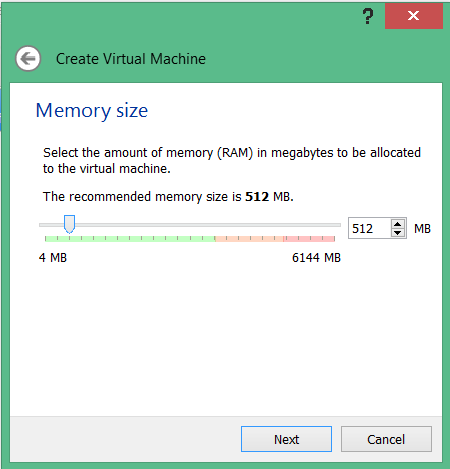 ?
Create Virtual Machine
Memory size
Select the amount of memory (RAM) in megabytes to be allocated
to the virtual machine.
The recommended memory size is 512 MB.
512 MB
4 MB 6144 MB
Next Cancel